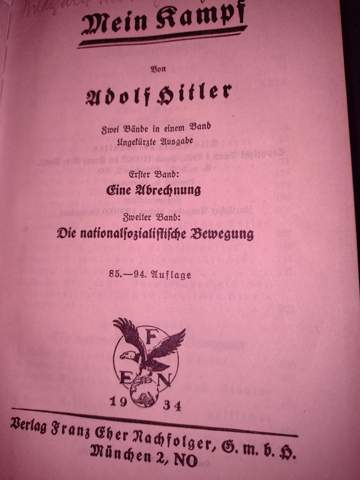 Mein Kampf
Von
Adolf Hitler
Zwei Bände in einem Band
Ungekürzte Ausgabe
Erster Band:
Eine Abrechnung
Zweiter Band:
Die nationalsozialistische Bewegung
85.—94. Auflage
F
E N
1934
Verlag Franz Eher Nachfolger, G. m. b. H.
München 2, NO